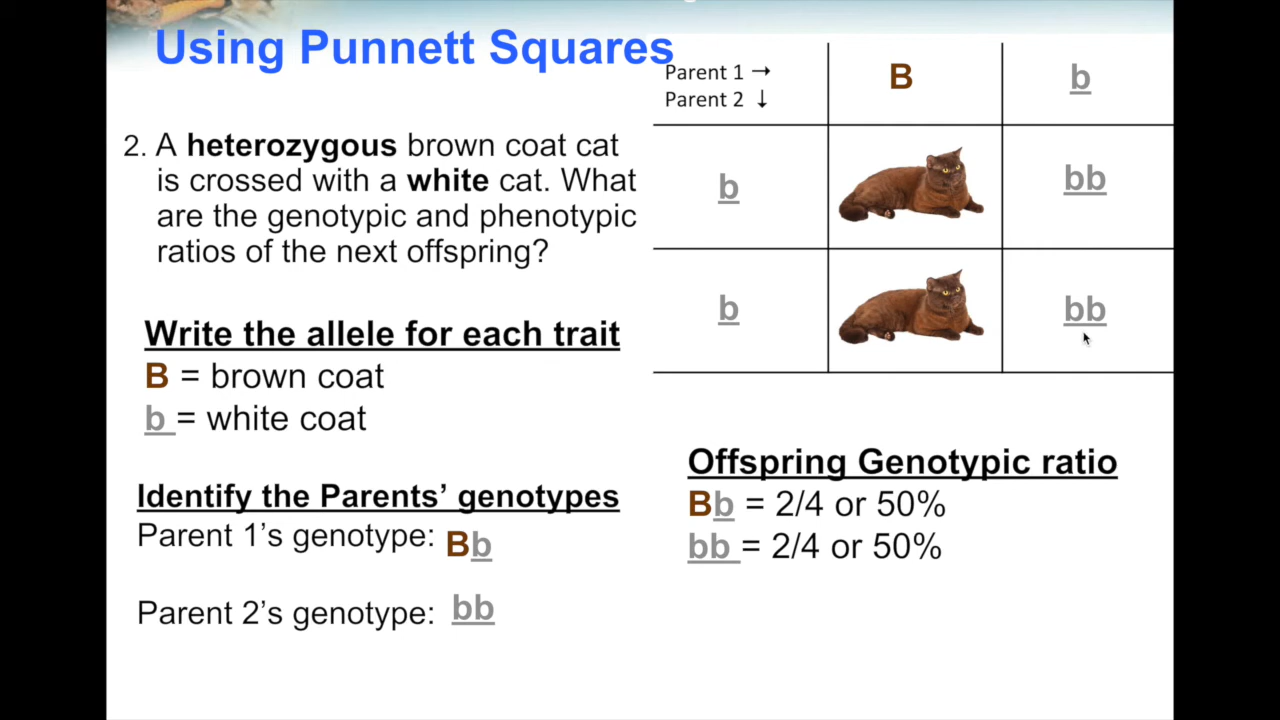 Using Punnett Squares
Parent 1 →
Parent 2 ↓
B
b
2. A heterozygous brown coat cat
is crossed with a white cat. What
are the genotypic and phenotypic
ratios of the next offspring?
b
bb
b
bb
Write the allele for each trait
B = brown coat
b = white coat
Identify the Parents’ genotypes
Parent 1’s genotype: Bb
Parent 2’s genotype: bb
Offspring Genotypic ratio
Bb = 2/4 or 50%
bb = 2/4 or 50%